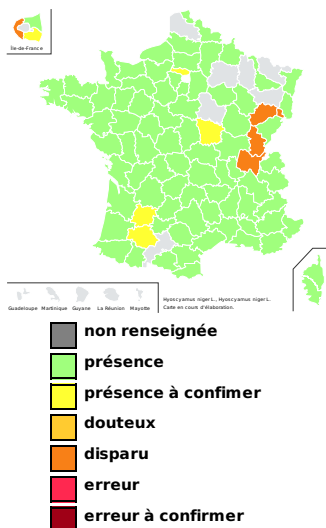 Île-de-France
Guadeloupe Martinique Guyane La Réunion Mayotte
Hyoscyamus niger L., Hyoscyamus niger L.
Carte en cours d'élaboration.
non renseignée
présence
présence à confimer
douteux
disparu
erreur
erreur à confirmer